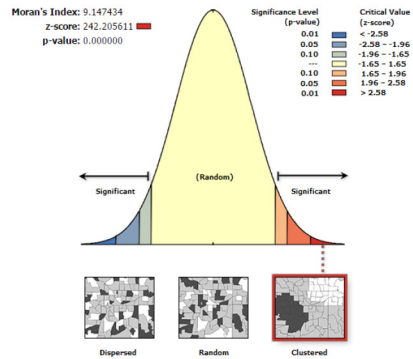 Moran's Index: 9.147434
z-score: 242.205611
p-value: 0.000000
Significance Level
(p-value)
Critical Value
(z-score)
0.01 < -2.58
0.05 -2.58 – -1.96
0.10 -1.96 – -1.65
--- -1.65 – 1.65
0.10 1.65 – 1.96
0.05 1.96 – 2.58
0.01 > 2.58
(Random)
Significant
Significant
Dispersed
Random
Clustered